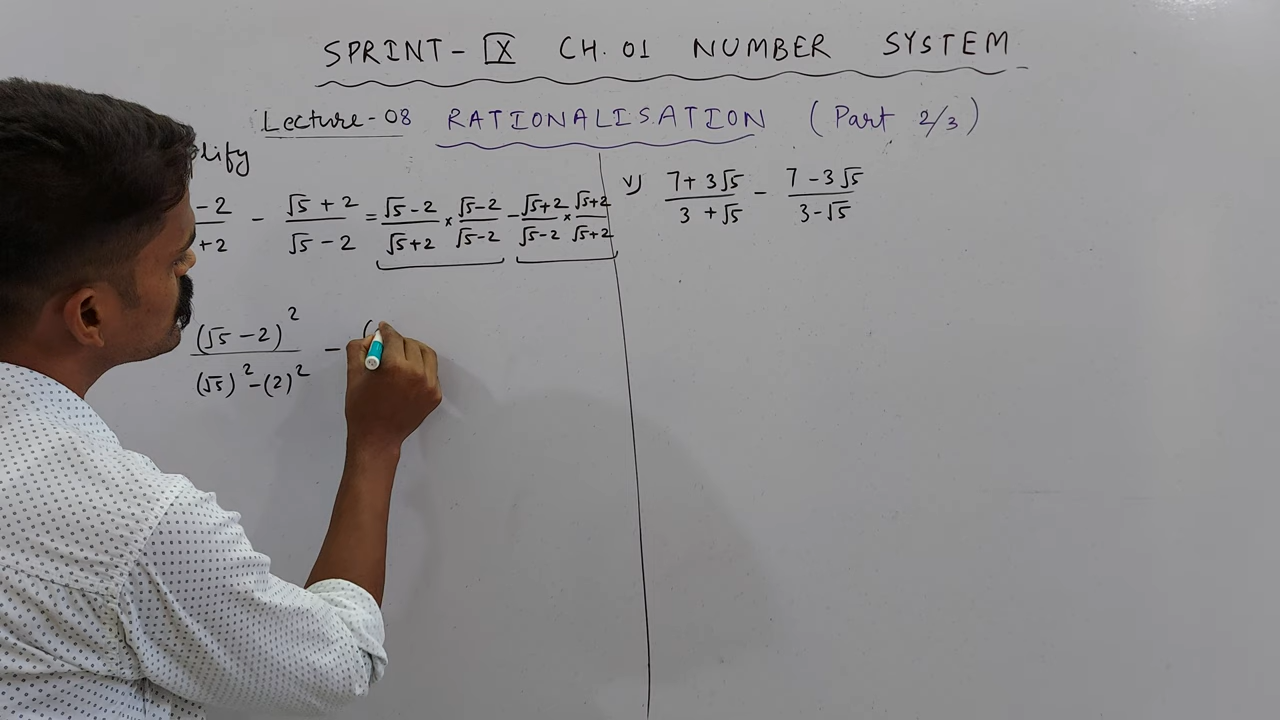 SPRINT - IX CH. 01 NUMBER SYSTEM
Lecture - 08 RATIONALISATION (Part 2/3)
plify
- 2 / + 2 - √5 + 2 / √5 - 2 = √5 - 2 / √5 + 2 × √5 - 2 / √5 - 2 - √5 + 2 / √5 - 2 × √5 + 2 / √5 + 2
(√5 - 2)² / (√5)² - (2)² - (
v) 7 + 3√5 / 3 + √5 - 7 - 3√5 / 3 - √5